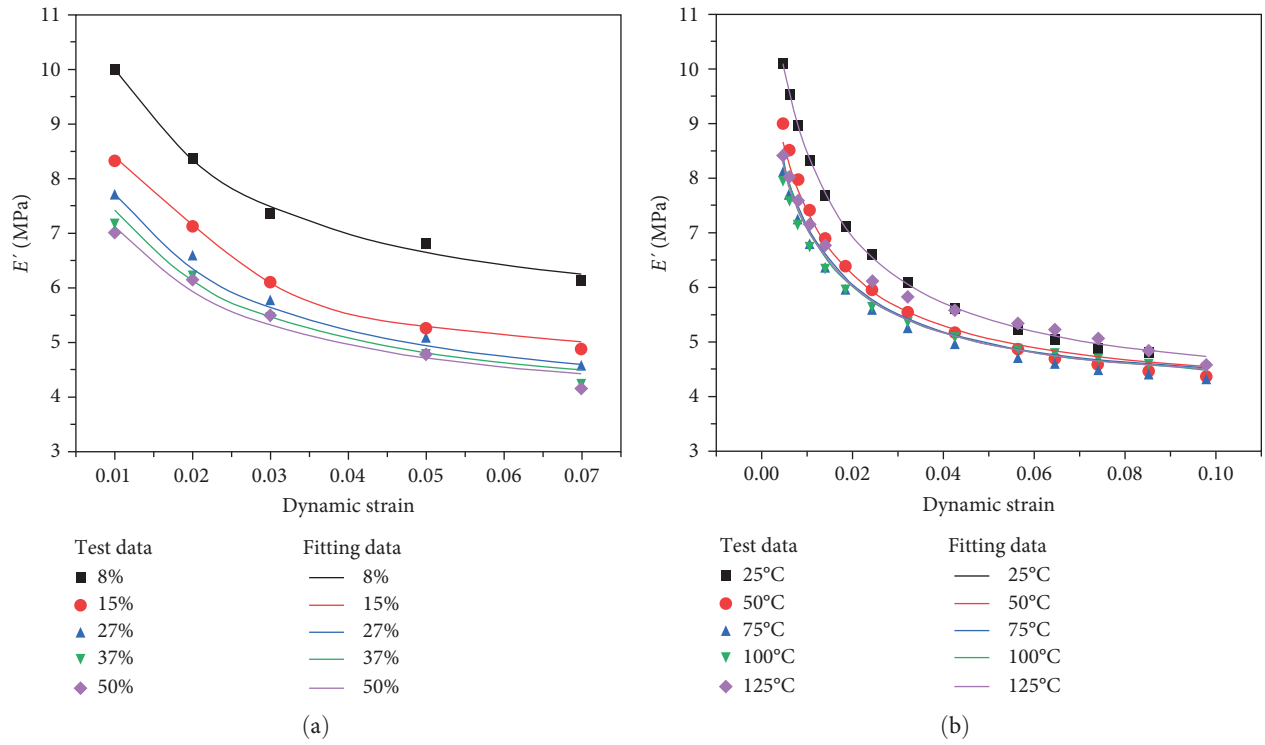 11
10
9
8
7
6
5
4
3
E′ (MPa)
0.01 0.02 0.03 0.04 0.05 0.06 0.07
Dynamic strain
Test data Fitting data
8% 8%
15% 15%
27% 27%
37% 37%
50% 50%
(a)
11
10
9
8
7
6
5
4
3
E′ (MPa)
0.00 0.02 0.04 0.06 0.08 0.10
Dynamic strain
Test data Fitting data
25°C 25°C
50°C 50°C
75°C 75°C
100°C 100°C
125°C 125°C
(b)